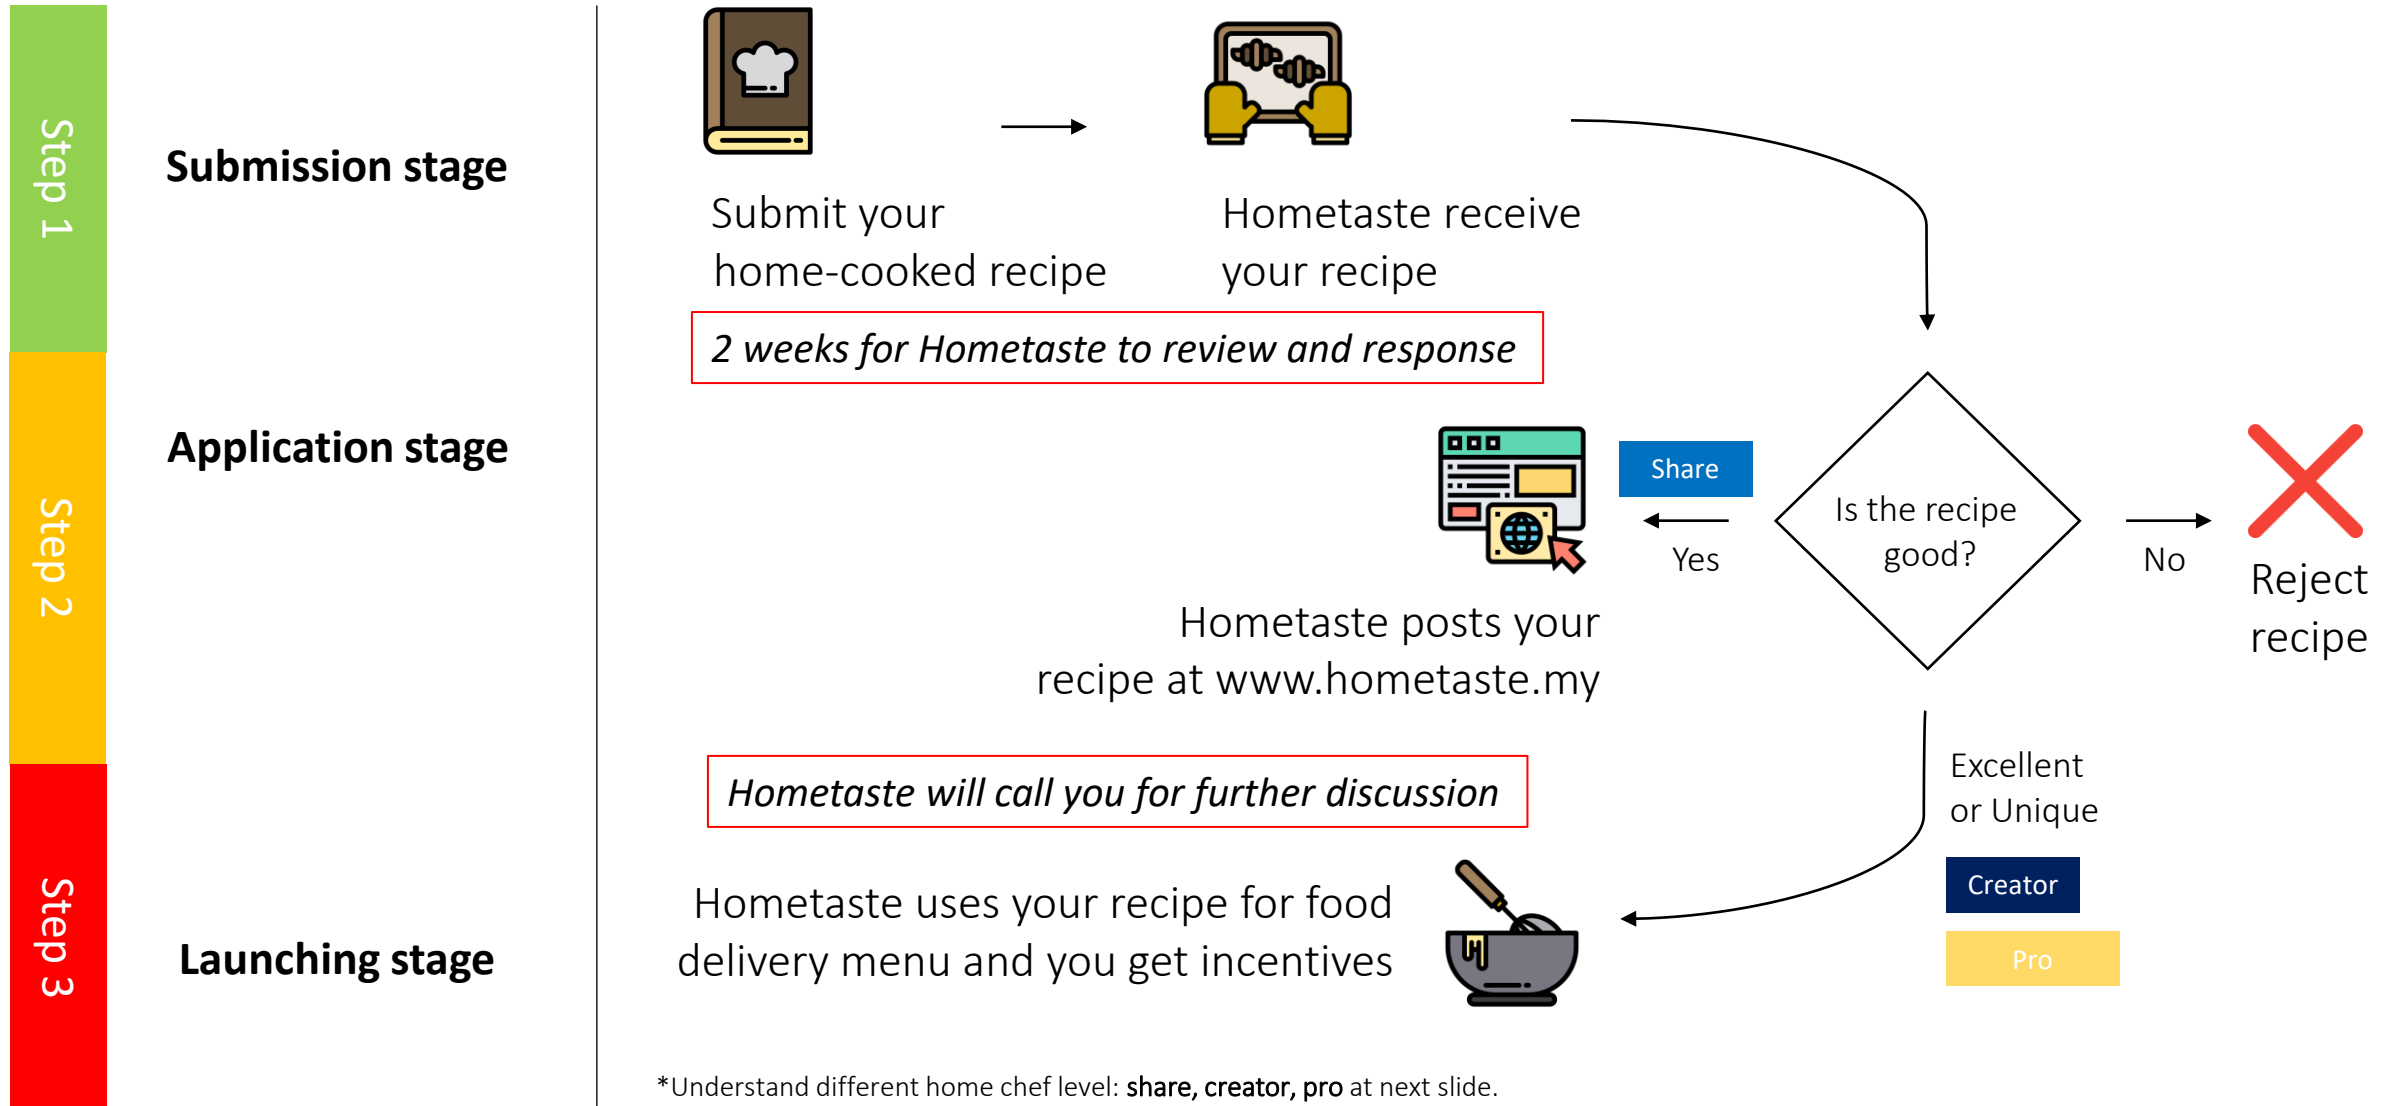 Step 1
Submission stage
Submit your
home-cooked recipe
Hometaste receive
your recipe
2 weeks for Hometaste to review and response
Step 2
Application stage
Share
Yes
Is the recipe
good?
No
Reject
recipe
Hometaste posts your
recipe at www.hometaste.my
Hometaste will call you for further discussion
Excellent
or Unique
Creator
Pro
Step 3
Launching stage
Hometaste uses your recipe for food
delivery menu and you get incentives
*Understand different home chef level: share, creator, pro at next slide.